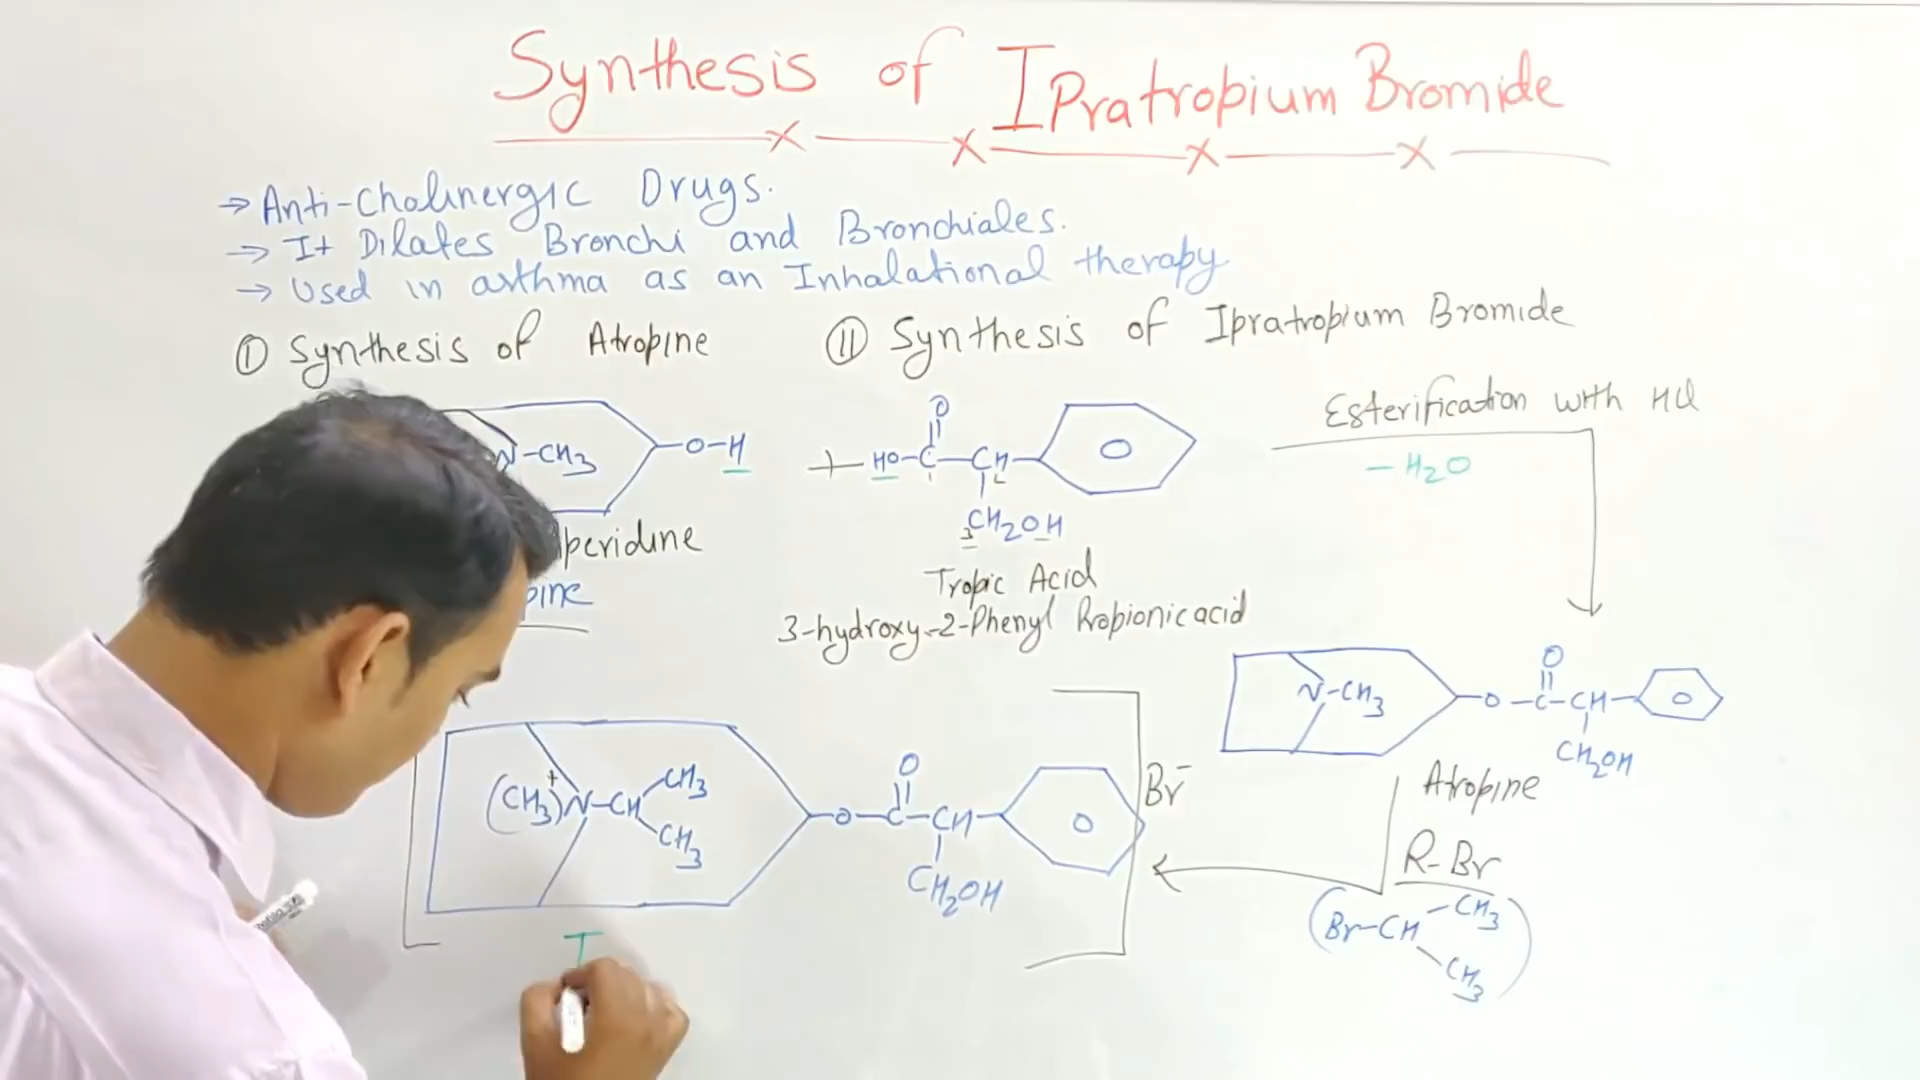 Synthesis of Ipratropium Bromide
→ Anti-Cholinergic Drugs.
→ It Dilates Bronchi and Bronchiales.
→ Used in asthma as an Inhalational therapy
① Synthesis of Atropine
② Synthesis of Ipratropium Bromide
N-CH3
O-H
HO-C-CH
O
1
2
3
CH2OH
O
Esterification with HCl
-H2O
Tropic Acid
3-hydroxy-2-Phenyl Propionic acid
N-CH3
O-C-CH
O
CH2OH
O
Atropine
R-Br
(Br-CH
CH3
CH3)
(CH3)N+-CH
CH3
CH3
O-C-CH
O
CH2OH
O
Br-
I